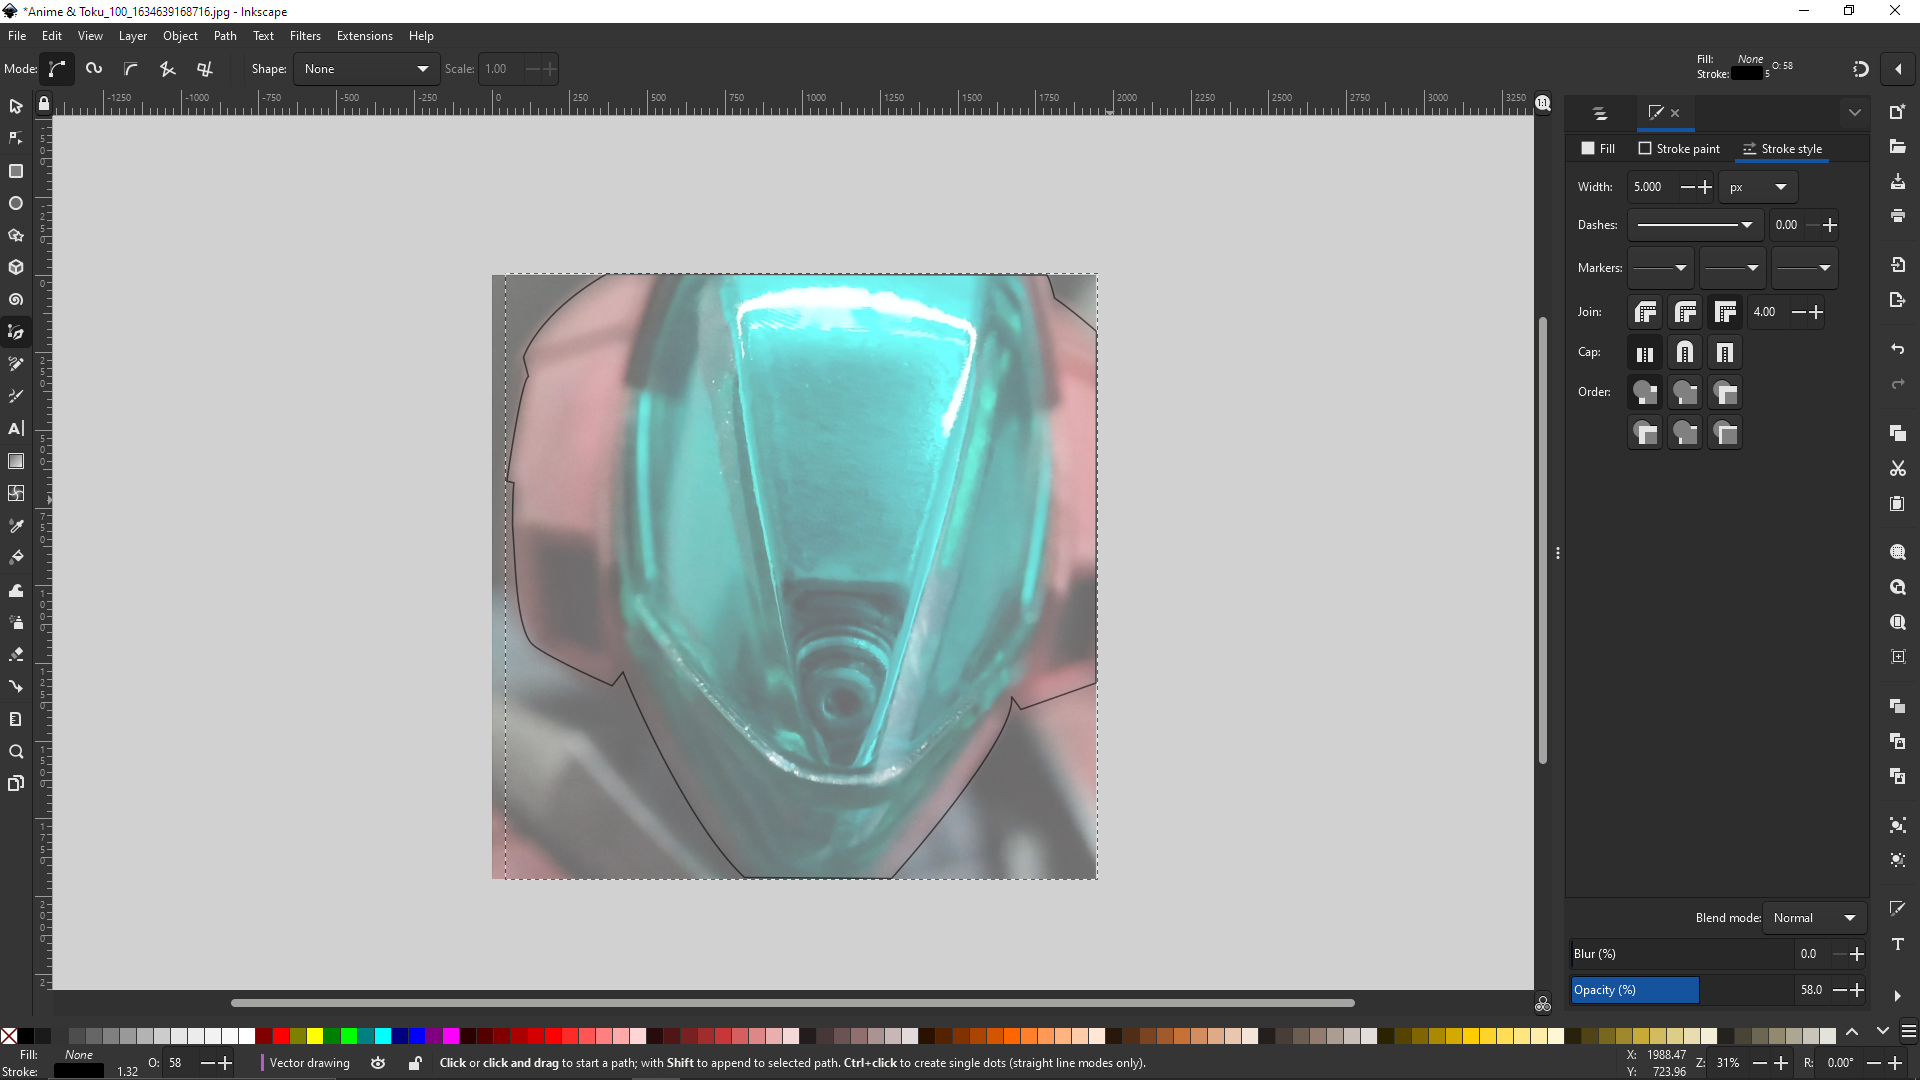 *Anime & Toku_100_1634639168716.jpg - Inkscape
File Edit View Layer Object Path Text Filters Extensions Help
Mode: Shape: None Scale: 1.00
Fill: None
Stroke: 5 O: 58
-1250 -1000 -750 -500 -250 0 250 500 750 1000 1250 1500 1750 2000 2250 2500 2750 3000 3250
1:1
Fill Stroke paint Stroke style
Width: 5.000 px
Dashes: 0.00
Markers:
Join: 4.00
Cap:
Order:
Blend mode: Normal
Blur (%) 0.0
Opacity (%) 58.0
Fill: None O: 58 Vector drawing Click or click and drag to start a path; with Shift to append to selected path. Ctrl+click to create single dots (straight line modes only).
Stroke: 1.32
X: 1988.47
Y: 723.96
Z: 31% R: 0.00°